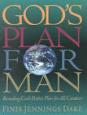 GOD'S
PLAN
FOR
MAN
Revealing God's Perfect Plan for All Creation
FINIS JENNINGS DAKE